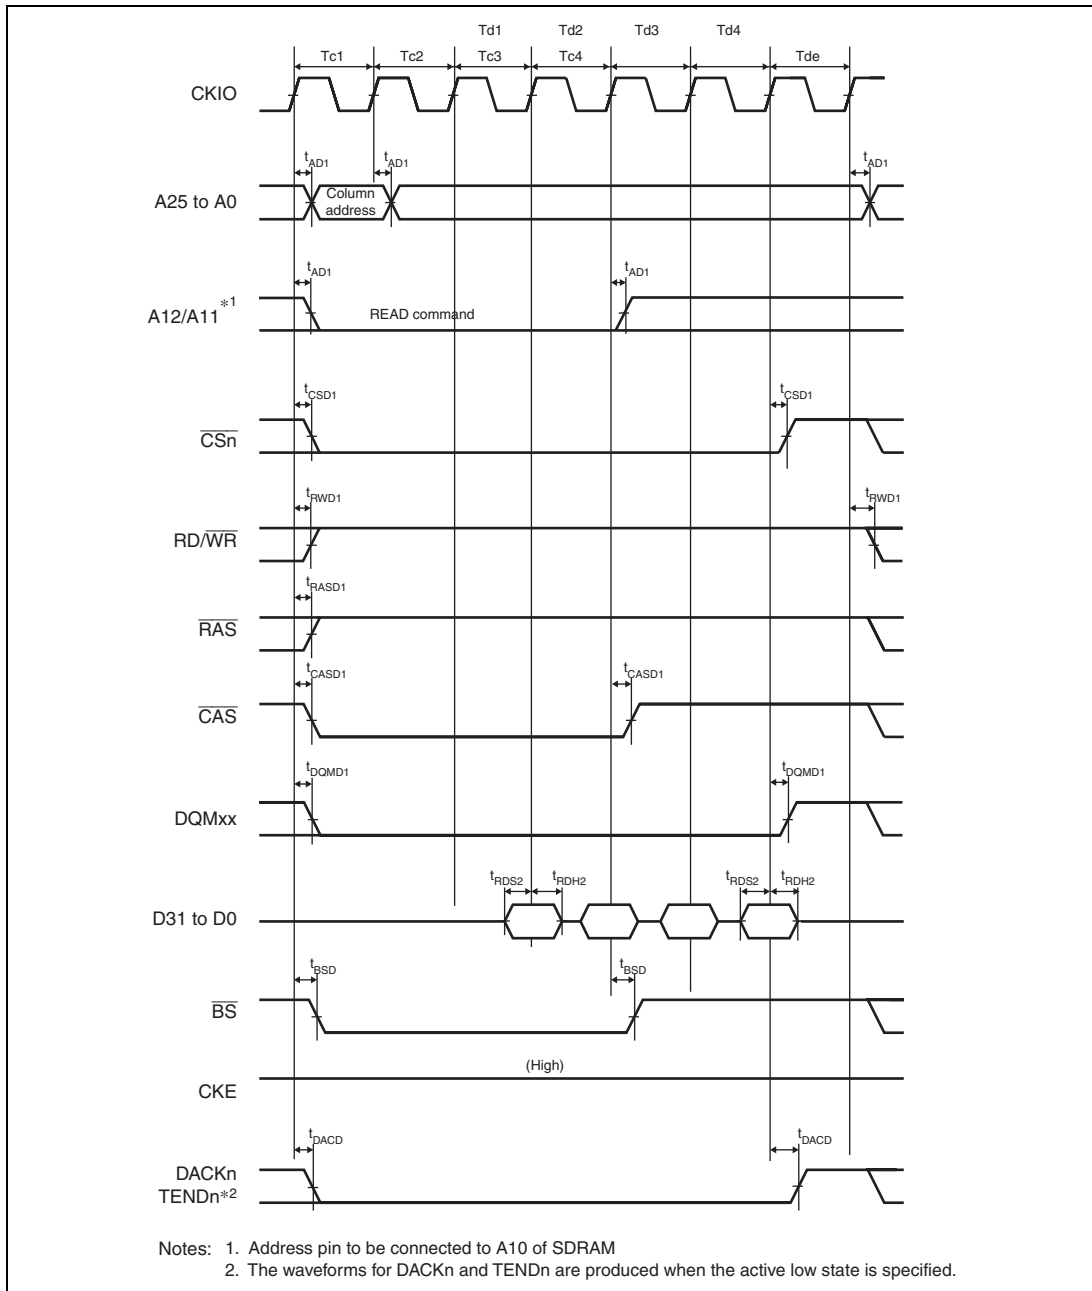 Td1 Td2 Td3 Td4
Tc1 Tc2 Tc3 Tc4 Tde
CKIO
tAD1 tAD1 tAD1
A25 to A0
Column
address
tAD1 tAD1
A12/A11*1
READ command
tCSD1 tCSD1
CSn
tRWD1 tRWD1
RD/WR
tRASD1
RAS
tCASD1 tCASD1
CAS
tDQMD1 tDQMD1
DQMxx
tRDS2 tRDH2 tRDS2 tRDH2
D31 to D0
tBSD tBSD
BS
(High)
CKE
tDACD tDACD
DACKn
TENDn*2
Notes: 1. Address pin to be connected to A10 of SDRAM
2. The waveforms for DACKn and TENDn are produced when the active low state is specified.